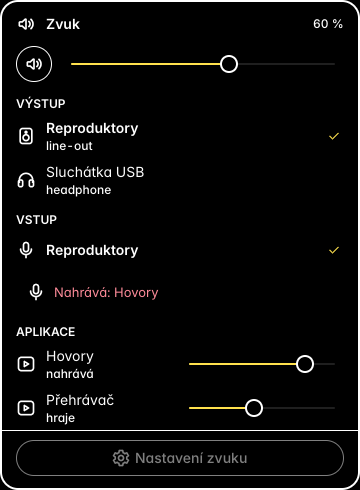 Zvuk 60 %
VÝSTUP
Reproduktory
line-out
Sluchátka USB
headphone
VSTUP
Reproduktory
Nahrává: Hovory
APLIKACE
Hovory
nahrává
Přehrávač
hraje
Nastavení zvuku